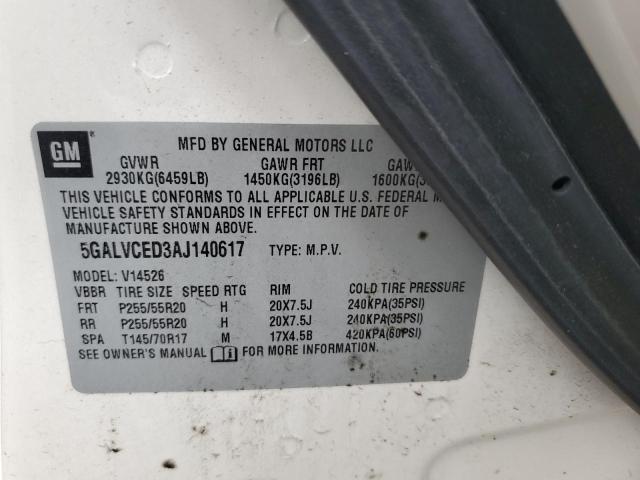 GM
MFD BY GENERAL MOTORS LLC
GVWR GAWR FRT
2930KG(6459LB) 1450KG(3196LB) 1600KG
THIS VEHICLE CONFORMS TO ALL APPLICABLE U.S. FEDERAL
VEHICLE SAFETY STANDARDS IN EFFECT ON THE DATE OF
MANUFACTURE SHOWN ABOVE.
5GALVCED3AJ140617 TYPE: M.P.V.
MODEL: V14526
VBBR TIRE SIZE SPEED RTG RIM COLD TIRE PRESSURE
FRT P255/55R20 H 20X7.5J 240KPA(35PSI)
RR P255/55R20 H 20X7.5J 240KPA(35PSI)
SPA T145/70R17 M 17X4.5B 420KPA(60PSI)
SEE OWNER'S MANUAL FOR MORE INFORMATION.